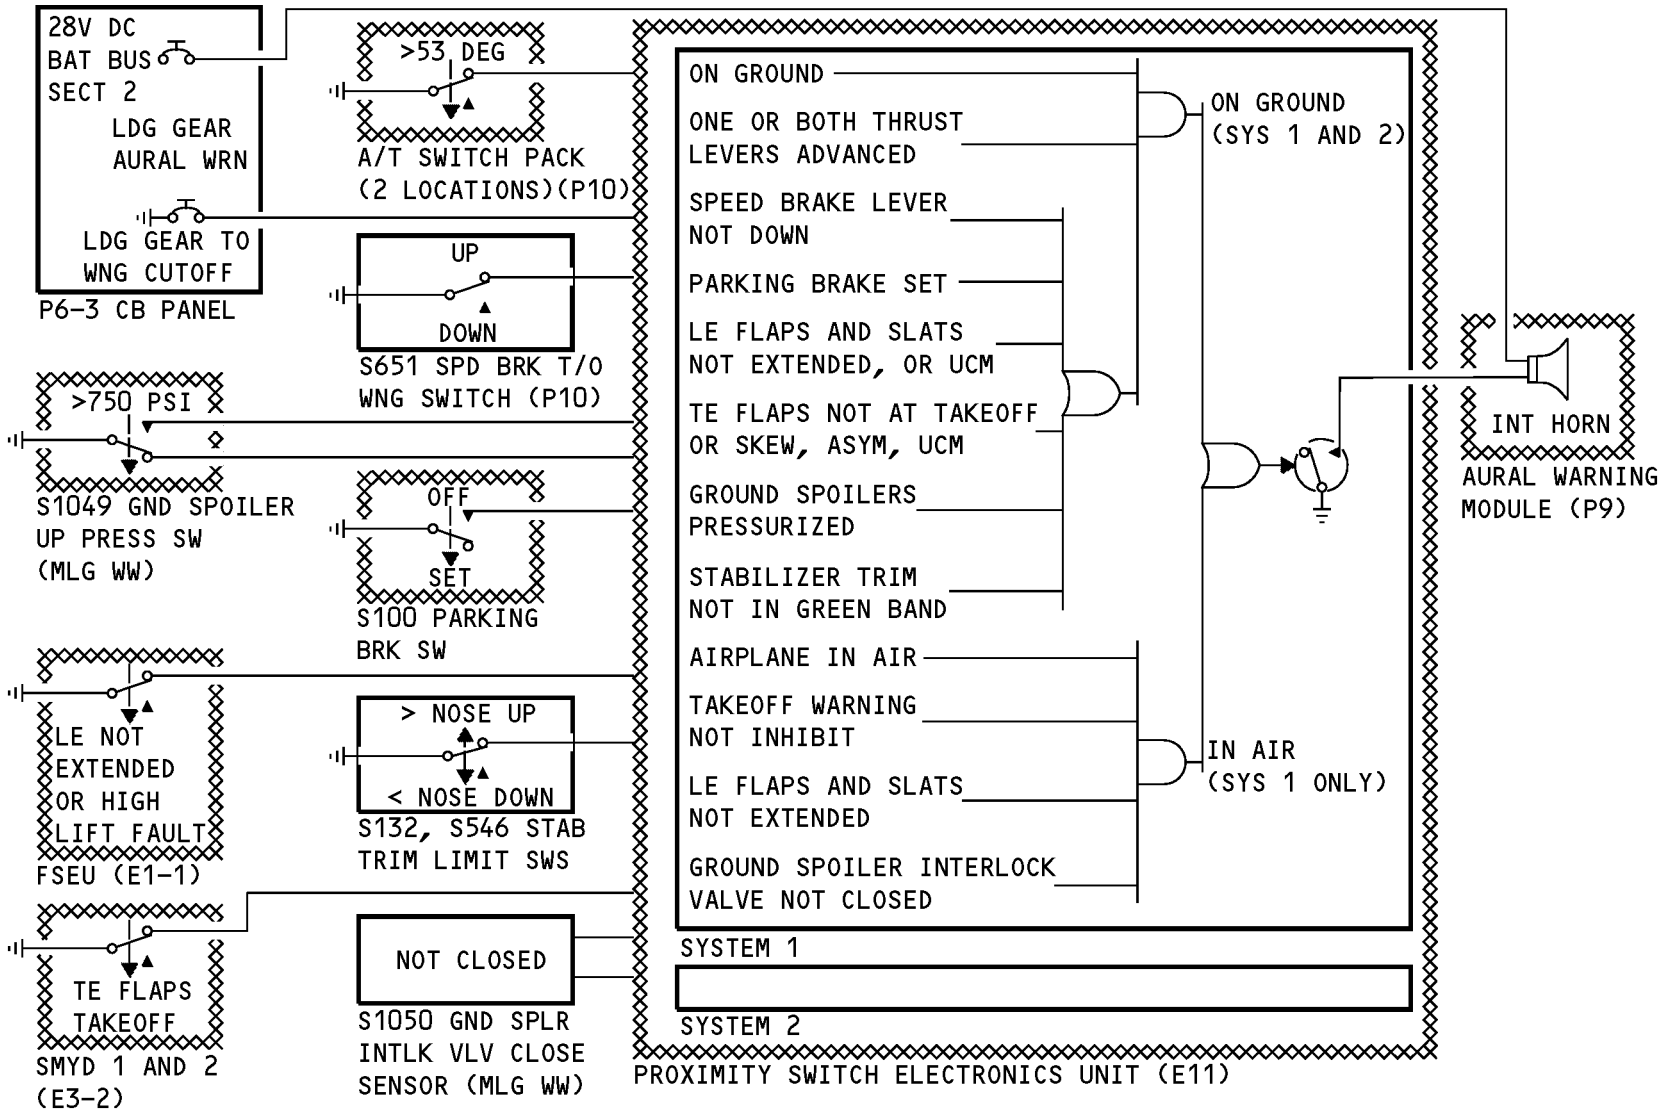 28V DC
BAT BUS
SECT 2
LDG GEAR
AURAL WRN
LDG GEAR TO
WNG CUTOFF
P6-3 CB PANEL
>53 DEG
A/T SWITCH PACK
(2 LOCATIONS)(P10)
UP
DOWN
S651 SPD BRK T/O
WNG SWITCH (P10)
>750 PSI
S1049 GND SPOILER
UP PRESS SW
(MLG WW)
OFF
SET
S100 PARKING
BRK SW
LE NOT
EXTENDED
OR HIGH
LIFT FAULT
FSEU (E1-1)
> NOSE UP
< NOSE DOWN
S132, S546 STAB
TRIM LIMIT SWS
TE FLAPS
TAKEOFF
SMYD 1 AND 2
(E3-2)
NOT CLOSED
S1050 GND SPLR
INTLK VLV CLOSE
SENSOR (MLG WW)
ON GROUND
ONE OR BOTH THRUST
LEVERS ADVANCED
SPEED BRAKE LEVER
NOT DOWN
PARKING BRAKE SET
LE FLAPS AND SLATS
NOT EXTENDED, OR UCM
TE FLAPS NOT AT TAKEOFF
OR SKEW, ASYM, UCM
GROUND SPOILERS
PRESSURIZED
STABILIZER TRIM
NOT IN GREEN BAND
AIRPLANE IN AIR
TAKEOFF WARNING
NOT INHIBIT
LE FLAPS AND SLATS
NOT EXTENDED
GROUND SPOILER INTERLOCK
VALVE NOT CLOSED
ON GROUND
(SYS 1 AND 2)
IN AIR
(SYS 1 ONLY)
SYSTEM 1
SYSTEM 2
PROXIMITY SWITCH ELECTRONICS UNIT (E11)
INT HORN
AURAL WARNING
MODULE (P9)